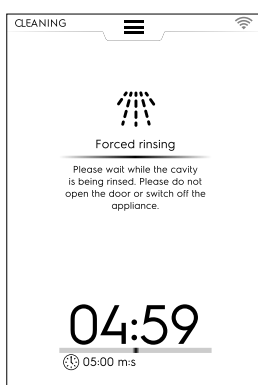 CLEANING
Forced rinsing
Please wait while the cavity
is being rinsed. Please do not
open the door or switch off the
appliance.
04:59
05:00 m:s